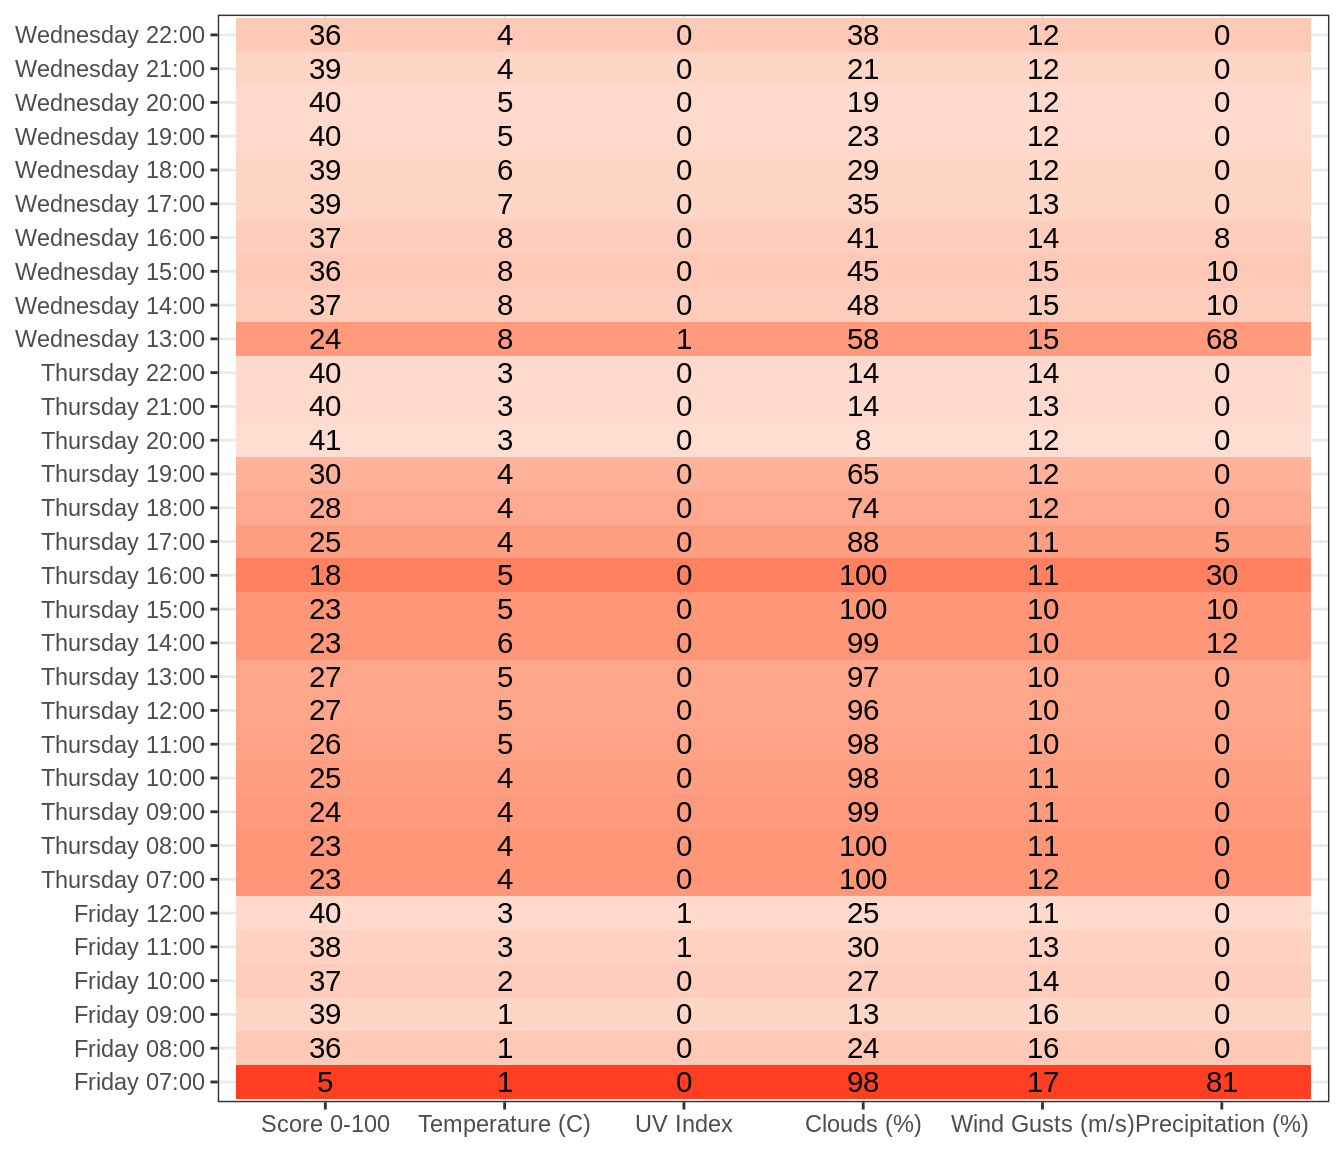 Wednesday 22:00 36 4 0 38 12 0
Wednesday 21:00 39 4 0 21 12 0
Wednesday 20:00 40 5 0 19 12 0
Wednesday 19:00 40 5 0 23 12 0
Wednesday 18:00 39 6 0 29 12 0
Wednesday 17:00 39 7 0 35 13 0
Wednesday 16:00 37 8 0 41 14 8
Wednesday 15:00 36 8 0 45 15 10
Wednesday 14:00 37 8 0 48 15 10
Wednesday 13:00 24 8 1 58 15 68
Thursday 22:00 40 3 0 14 14 0
Thursday 21:00 40 3 0 14 13 0
Thursday 20:00 41 3 0 8 12 0
Thursday 19:00 30 4 0 65 12 0
Thursday 18:00 28 4 0 74 12 0
Thursday 17:00 25 4 0 88 11 5
Thursday 16:00 18 5 0 100 11 30
Thursday 15:00 23 5 0 100 10 10
Thursday 14:00 23 6 0 99 10 12
Thursday 13:00 27 5 0 97 10 0
Thursday 12:00 27 5 0 96 10 0
Thursday 11:00 26 5 0 98 10 0
Thursday 10:00 25 4 0 98 11 0
Thursday 09:00 24 4 0 99 11 0
Thursday 08:00 23 4 0 100 11 0
Thursday 07:00 23 4 0 100 12 0
Friday 12:00 40 3 1 25 11 0
Friday 11:00 38 3 1 30 13 0
Friday 10:00 37 2 0 27 14 0
Friday 09:00 39 1 0 13 16 0
Friday 08:00 36 1 0 24 16 0
Friday 07:00 5 1 0 98 17 81
Score 0-100 Temperature (C) UV Index Clouds (%) Wind Gusts (m/s) Precipitation (%)